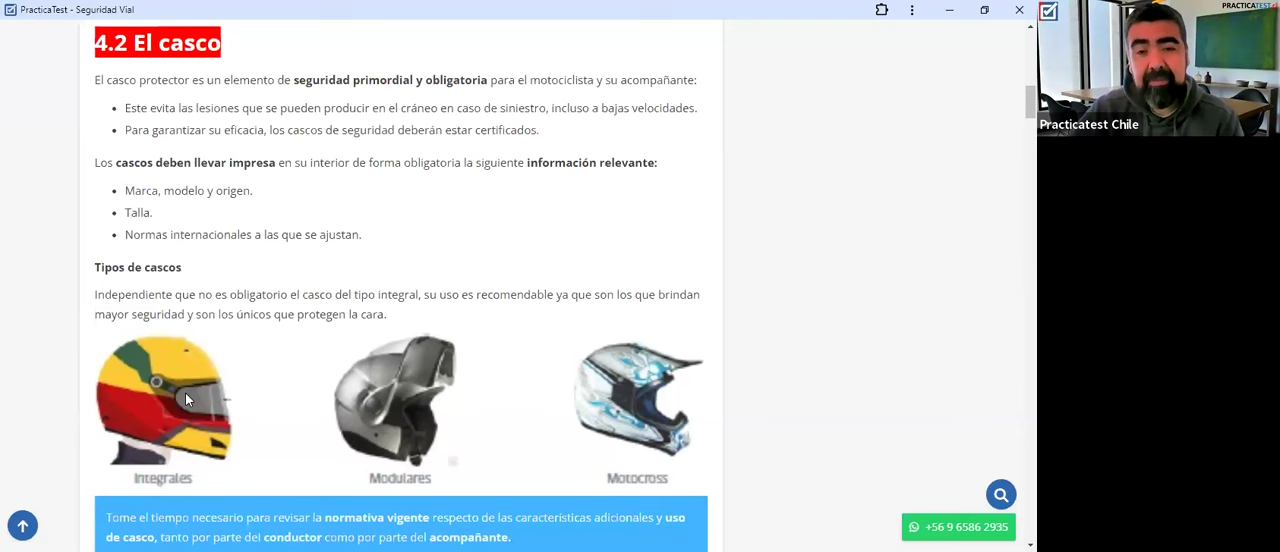 PracticaTest - Seguridad Vial
4.2 El casco
El casco protector es un elemento de seguridad primordial y obligatoria para el motociclista y su acompañante:
• Este evita las lesiones que se pueden producir en el cráneo en caso de siniestro, incluso a bajas velocidades.
• Para garantizar su eficacia, los cascos de seguridad deberán estar certificados.
Los cascos deben llevar impresa en su interior de forma obligatoria la siguiente información relevante:
• Marca, modelo y origen.
• Talla.
• Normas internacionales a las que se ajustan.
Tipos de cascos
Independiente que no es obligatorio el casco del tipo integral, su uso es recomendable ya que son los que brindan
mayor seguridad y son los únicos que protegen la cara.
Integrales
Modulares
Motocross
Tome el tiempo necesario para revisar la normativa vigente respecto de las características adicionales y uso
de casco, tanto por parte del conductor como por parte del acompañante.
+56 9 6586 2935
PRACTICATEST
Practicatest Chile